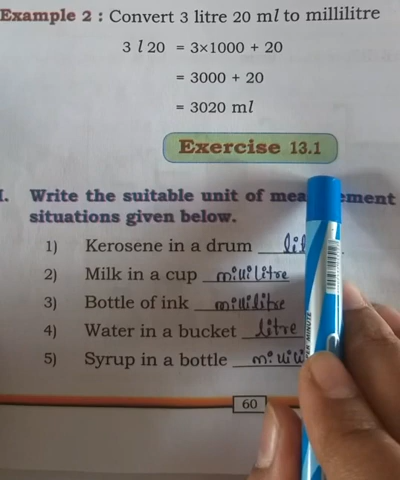 Example 2 : Convert 3 litre 20 ml to millilitre
3 l 20 = 3×1000 + 20
= 3000 + 20
= 3020 ml
Exercise 13.1
I. Write the suitable unit of
situations given below.
1) Kerosene in a drum
2) Milk in a cup millilitre
3) Bottle of ink millilitre
4) Water in a bucket litre
5) Syrup in a bottle
60